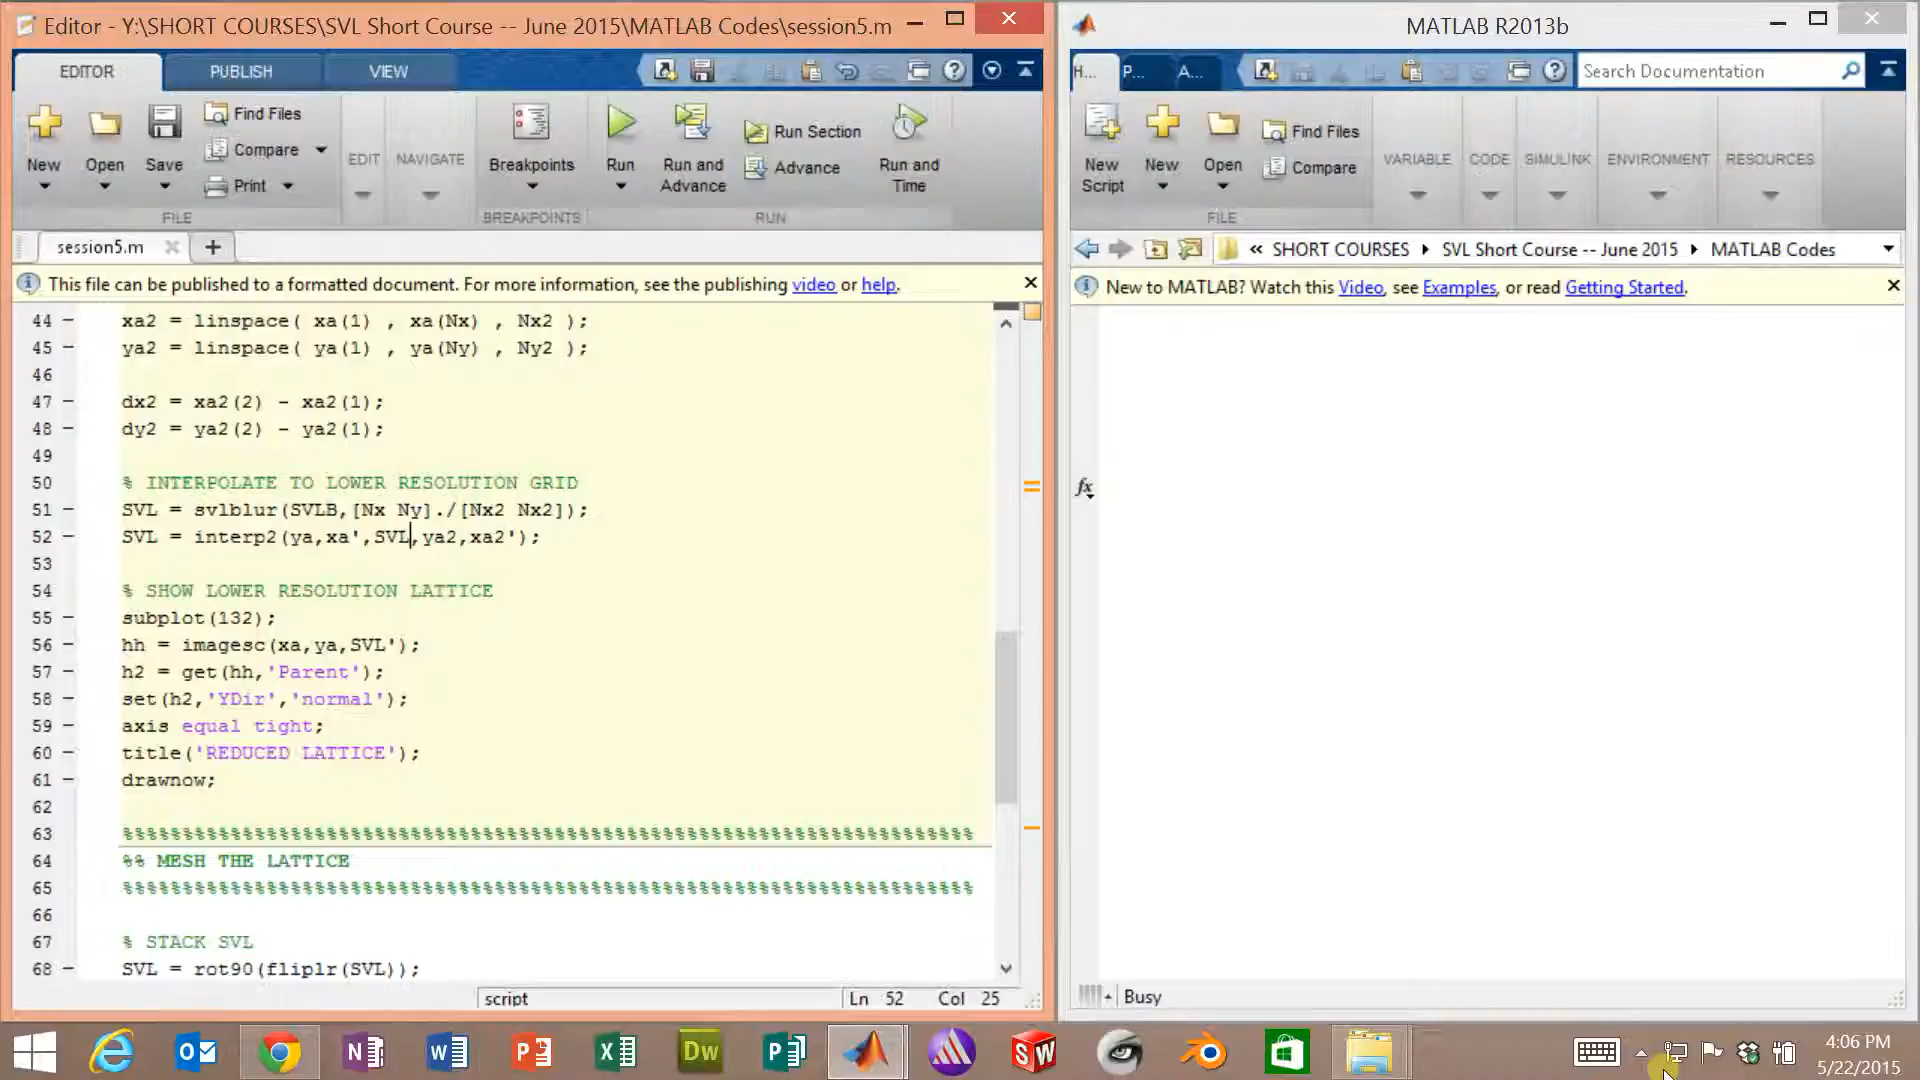 Editor - Y:\SHORT COURSES\SVL Short Course -- June 2015\MATLAB Codes\session5.m
EDITOR PUBLISH VIEW
New Open Save Find Files Compare Print
FILE
EDIT NAVIGATE
Breakpoints
BREAKPOINTS
Run Run and Advance Run Section Advance Run and Time
RUN
session5.m
This file can be published to a formatted document. For more information, see the publishing video or help.
44 xa2 = linspace( xa(1) , xa(Nx) , Nx2 );
45 ya2 = linspace( ya(1) , ya(Ny) , Ny2 );
46
47 dx2 = xa2(2) - xa2(1);
48 dy2 = ya2(2) - ya2(1);
49
50 % INTERPOLATE TO LOWER RESOLUTION GRID
51 SVL = svlblur(SVLB,[Nx Ny]./[Nx2 Nx2]);
52 SVL = interp2(ya,xa',SVL,ya2,xa2');
53
54 % SHOW LOWER RESOLUTION LATTICE
55 subplot(132);
56 hh = imagesc(xa,ya,SVL');
57 h2 = get(hh,'Parent');
58 set(h2,'YDir','normal');
59 axis equal tight;
60 title('REDUCED LATTICE');
61 drawnow;
62
63 %%%%%%%%%%%%%%%%%%%%%%%%%%%%%%%%%%%%%%%%%%%%%%%%%%%%%%%%%%%%%%%%%%%%%%%
64 %% MESH THE LATTICE
65 %%%%%%%%%%%%%%%%%%%%%%%%%%%%%%%%%%%%%%%%%%%%%%%%%%%%%%%%%%%%%%%%%%%%%%%
66
67 % STACK SVL
68 SVL = rot90(fliplr(SVL));
script Ln 52 Col 25
MATLAB R2013b
H... P... A...
Search Documentation
New Script New Open Find Files Compare
FILE
VARIABLE CODE SIMULINK ENVIRONMENT RESOURCES
« SHORT COURSES SVL Short Course -- June 2015 MATLAB Codes
New to MATLAB? Watch this Video, see Examples, or read Getting Started.
fx
Busy
4:06 PM
5/22/2015